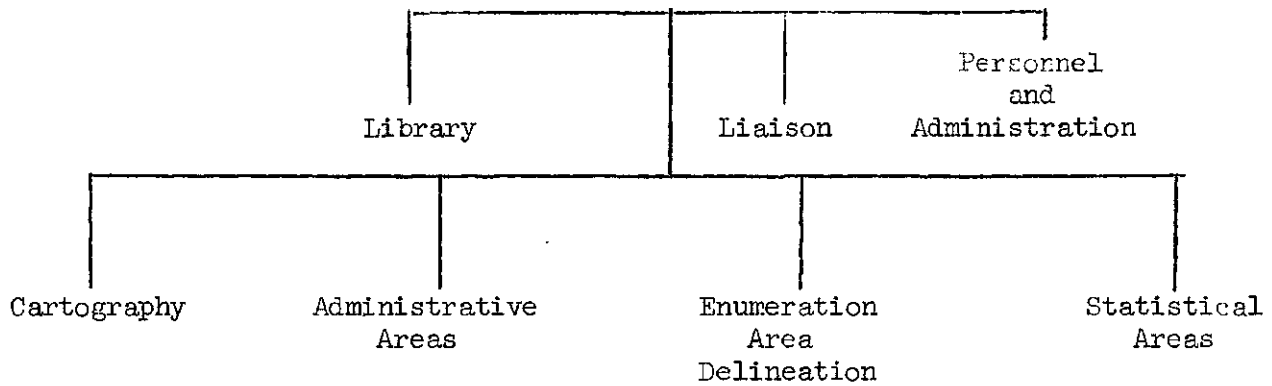 Personnel
and
Library Liaison Administration
Cartography Administrative Enumeration Statistical
Areas Area Areas
Delineation